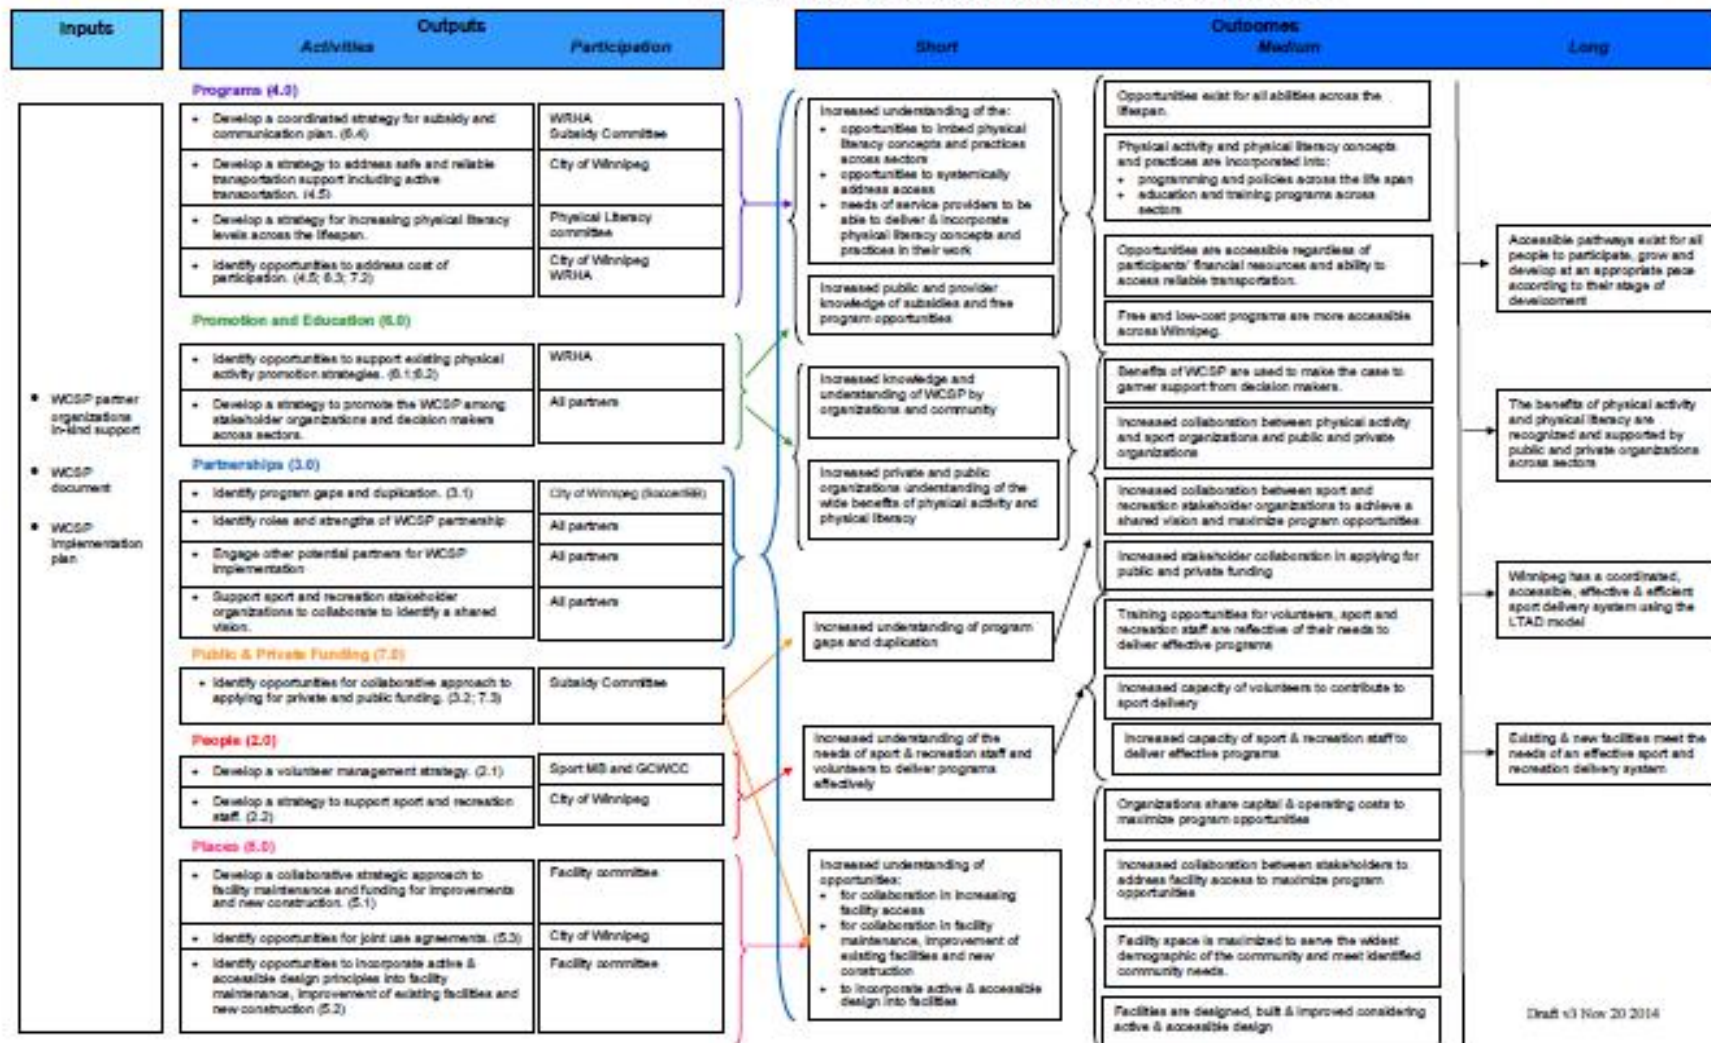 Inputs
Outputs
Activities
Participation
Outcomes
Short
Medium
Long
• WCSP partner
organizations
in-kind support
• WCSP
document
• WCSP
implementation
plan
Programs (4.0)
• Develop a coordinated strategy for subsidy and
communication plan. (6.4)
WRHA
Subsidy Committee
• Develop a strategy to address safe and reliable
transportation support including active
transportation. (4.5)
City of Winnipeg
• Develop a strategy for increasing physical literacy
levels across the lifespan.
Physical Literacy
committee
• Identify opportunities to address cost of
participation. (4.5; 6.3; 7.2)
City of Winnipeg
WRHA
Promotion and Education (6.0)
• Identify opportunities to support existing physical
activity promotion strategies. (6.1;6.2)
WRHA
• Develop a strategy to promote the WCSP among
stakeholder organizations and decision makers
across sectors.
All partners
Partnerships (3.0)
• Identify program gaps and duplication. (3.1)
City of Winnipeg (Soccer/BB)
• Identify roles and strengths of WCSP partnership
All partners
• Engage other potential partners for WCSP
implementation
All partners
• Support sport and recreation stakeholder
organizations to collaborate to identify a shared
vision.
All partners
Public & Private Funding (7.0)
• Identify opportunities for collaborative approach to
applying for private and public funding. (3.2; 7.3)
Subsidy Committee
People (2.0)
• Develop a volunteer management strategy. (2.1)
Sport MB and GCWCC
• Develop a strategy to support sport and recreation
staff. (2.2)
City of Winnipeg
Places (5.0)
• Develop a collaborative strategic approach to
facility maintenance and funding for improvements
and new construction. (5.1)
Facility committee
• Identify opportunities for joint use agreements. (5.3)
City of Winnipeg
• Identify opportunities to incorporate active &
accessible design principles into facility
maintenance, improvement of existing facilities and
new construction (5.2)
Facility committee
Increased understanding of the:
• opportunities to imbed physical
literacy concepts and practices
across sectors
• opportunities to systemically
address access
• needs of service providers to be
able to deliver & incorporate
physical literacy concepts and
practices in their work
Increased public and provider
knowledge of subsidies and free
program opportunities
Increased knowledge and
understanding of WCSP by
organizations and community
Increased private and public
organizations understanding of the
wide benefits of physical activity and
physical literacy
Increased understanding of program
gaps and duplication
Increased understanding of the
needs of sport & recreation staff and
volunteers to deliver programs
effectively
Increased understanding of
opportunities:
• for collaboration in increasing
facility access
• for collaboration in facility
maintenance, improvement of
existing facilities and new
construction
• to incorporate active & accessible
design into facilities
Opportunities exist for all abilities across the
lifespan.
Physical activity and physical literacy concepts
and practices are incorporated into:
• programming and policies across the life span
• education and training programs across
sectors
Opportunities are accessible regardless of
participants' financial resources and ability to
access reliable transportation.
Free and low-cost programs are more accessible
across Winnipeg.
Benefits of WCSP are used to make the case to
garner support from decision makers.
Increased collaboration between physical activity
and sport organizations and public and private
organizations
Increased collaboration between sport and
recreation stakeholder organizations to achieve a
shared vision and maximize program opportunities
Increased stakeholder collaboration in applying for
public and private funding
Training opportunities for volunteers, sport and
recreation staff are reflective of their needs to
deliver effective programs
Increased capacity of volunteers to contribute to
sport delivery
Increased capacity of sport & recreation staff to
deliver effective programs
Organizations share capital & operating costs to
maximize program opportunities
Increased collaboration between stakeholders to
address facility access to maximize program
opportunities
Facility space is maximized to serve the widest
demographic of the community and meet identified
community needs.
Facilities are designed, built & improved considering
active & accessible design
Accessible pathways exist for all
people to participate, grow and
develop at an appropriate pace
according to their stage of
development
The benefits of physical activity
and physical literacy are
recognized and supported by
public and private organizations
across sectors
Winnipeg has a coordinated,
accessible, effective & efficient
sport delivery system using the
LTAD model
Existing & new facilities meet the
needs of an effective sport and
recreation delivery system
Draft v3 Nov 20 2014